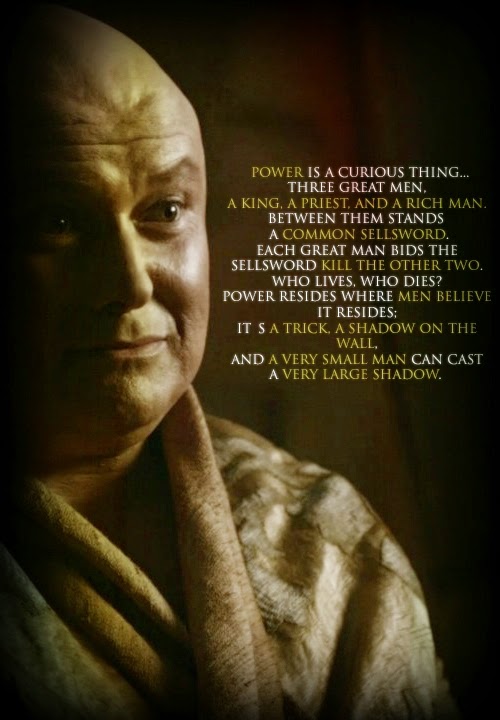 POWER IS A CURIOUS THING...
THREE GREAT MEN,
A KING, A PRIEST, AND A RICH MAN.
BETWEEN THEM STANDS
A COMMON SELLSWORD.
EACH GREAT MAN BIDS THE
SELLSWORD KILL THE OTHER TWO.
WHO LIVES, WHO DIES?
POWER RESIDES WHERE MEN BELIEVE
IT RESIDES;
IT S A TRICK, A SHADOW ON THE
WALL,
AND A VERY SMALL MAN CAN CAST
A VERY LARGE SHADOW.